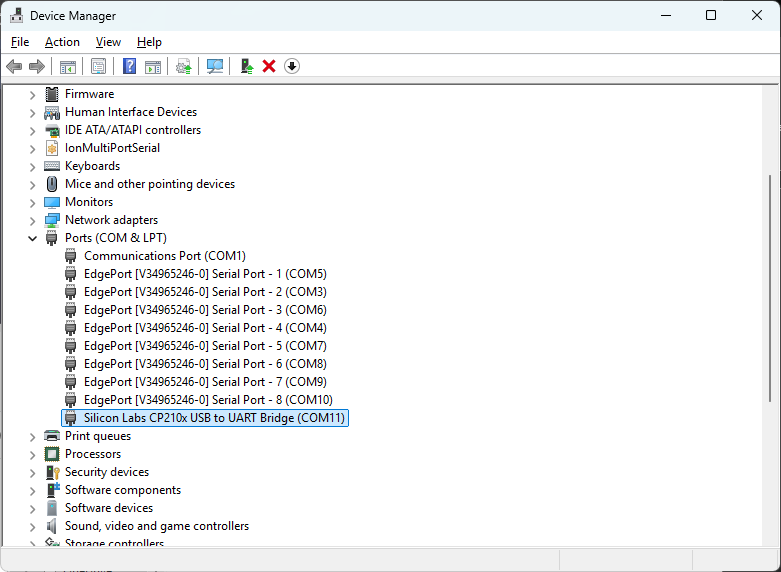 Device Manager
File Action View Help
Firmware
Human Interface Devices
IDE ATA/ATAPI controllers
IonMultiPortSerial
Keyboards
Mice and other pointing devices
Monitors
Network adapters
Ports (COM & LPT)
Communications Port (COM1)
EdgePort [V34965246-0] Serial Port - 1 (COM5)
EdgePort [V34965246-0] Serial Port - 2 (COM3)
EdgePort [V34965246-0] Serial Port - 3 (COM6)
EdgePort [V34965246-0] Serial Port - 4 (COM4)
EdgePort [V34965246-0] Serial Port - 5 (COM7)
EdgePort [V34965246-0] Serial Port - 6 (COM8)
EdgePort [V34965246-0] Serial Port - 7 (COM9)
EdgePort [V34965246-0] Serial Port - 8 (COM10)
Silicon Labs CP210x USB to UART Bridge (COM11)
Print queues
Processors
Security devices
Software components
Software devices
Sound, video and game controllers
Storage controllers